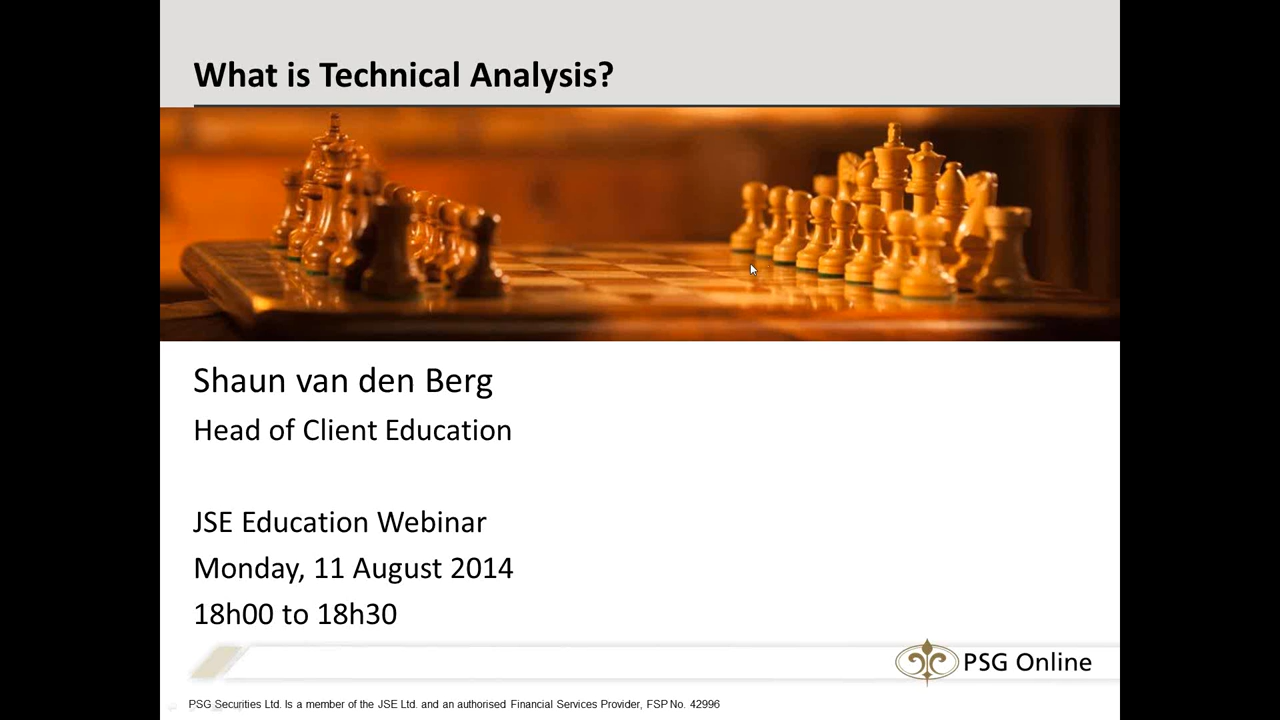 What is Technical Analysis?
Shaun van den Berg
Head of Client Education
JSE Education Webinar
Monday, 11 August 2014
18h00 to 18h30
PSG Online
PSG Securities Ltd. Is a member of the JSE Ltd. and an authorised Financial Services Provider, FSP No. 42996